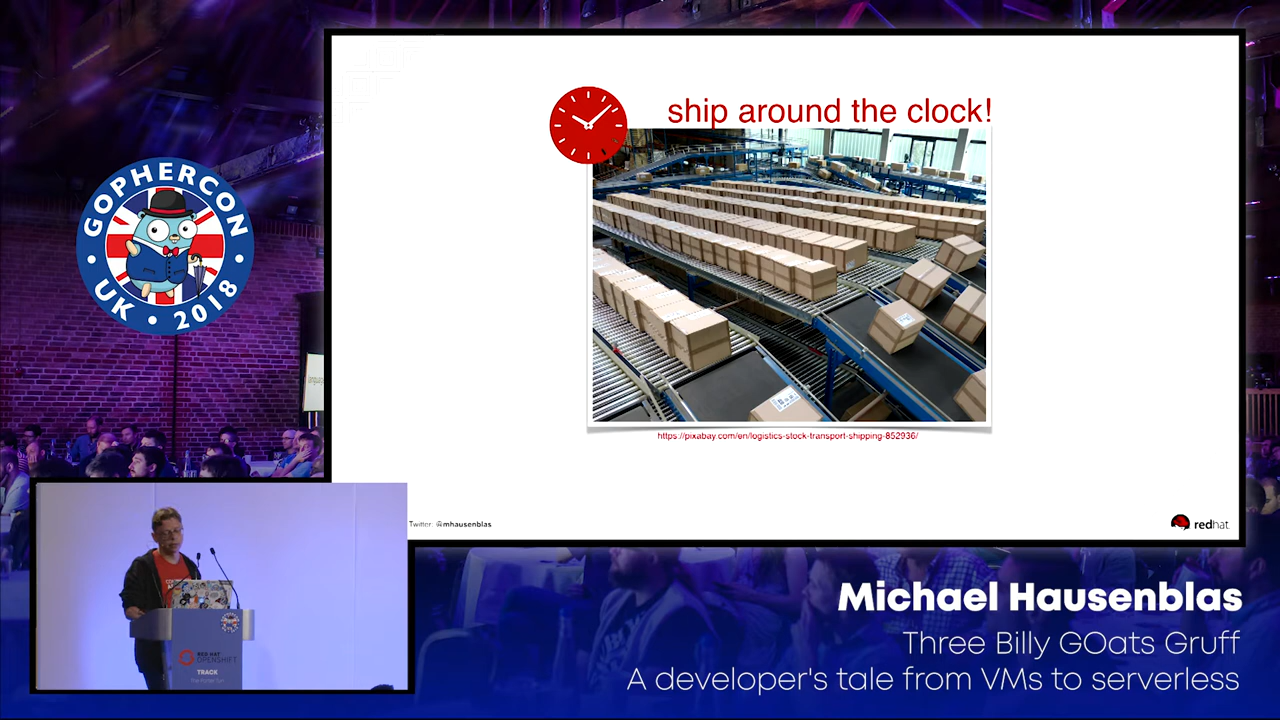 GOPHERCON
UK • 2018
ship around the clock!
https://pixabay.com/en/logistics-stock-transport-shipping-852936/
Twitter: @mhausenblas
redhat
RED HAT
OPENSHIFT
TRACK
Michael Hausenblas
Three Billy GOats Gruff
A developer's tale from VMs to serverless